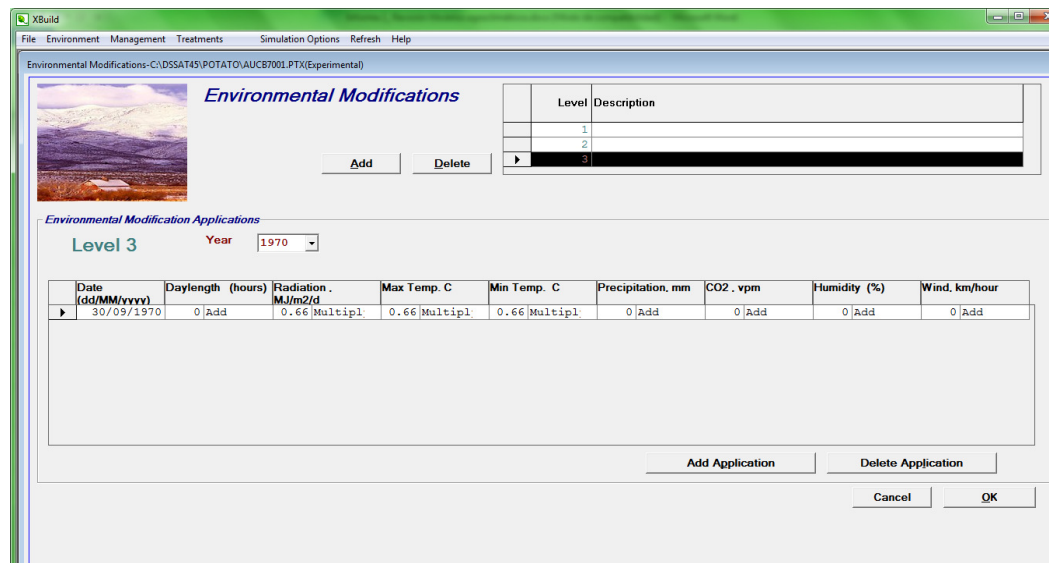 XBuild
File Environment Management Treatments Simulation Options Refresh Help
Environmental Modifications-C:\DSSAT45\POTATO\AUCB7001.PTX(Experimental)
Environmental Modifications
Level Description
1
2
3
Add Delete
Environmental Modification Applications
Level 3 Year 1970
Date (dd/MM/yyyy) Daylength (hours) Radiation , MJ/m2/d Max Temp. C Min Temp. C Precipitation, mm CO2 , vpm Humidity (%) Wind, km/hour
30/09/1970 0 Add 0.66 Multipl 0.66 Multipl 0.66 Multipl 0 Add 0 Add 0 Add 0 Add
Add Application Delete Application
Cancel OK